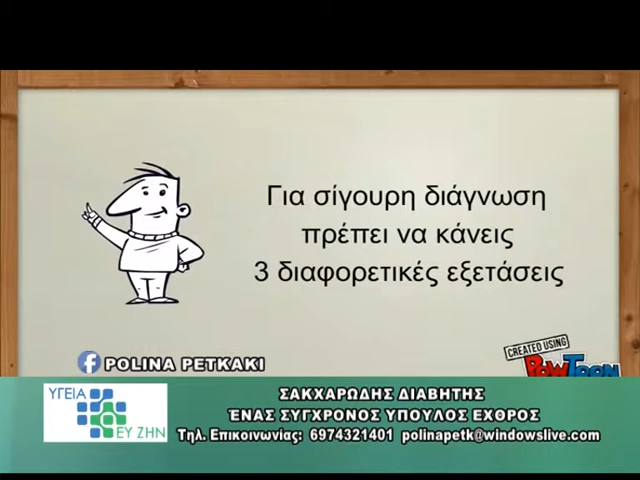 Για σίγουρη διάγνωση
πρέπει να κάνεις
3 διαφορετικές εξετάσεις
CREATED USING
PowToon
POLINA PETKAKI
ΥΓΕΙΑ
ΕΥ ΖΗΝ
ΣΑΚΧΑΡΩΔΗΣ ΔΙΑΒΗΤΗΣ
ΈΝΑΣ ΣΥΓΧΡΟΝΟΣ ΥΠΟΥΛΟΣ ΕΧΘΡΟΣ
Τηλ. Επικοινωνίας: 6974321401 polinapetk@windowslive.com